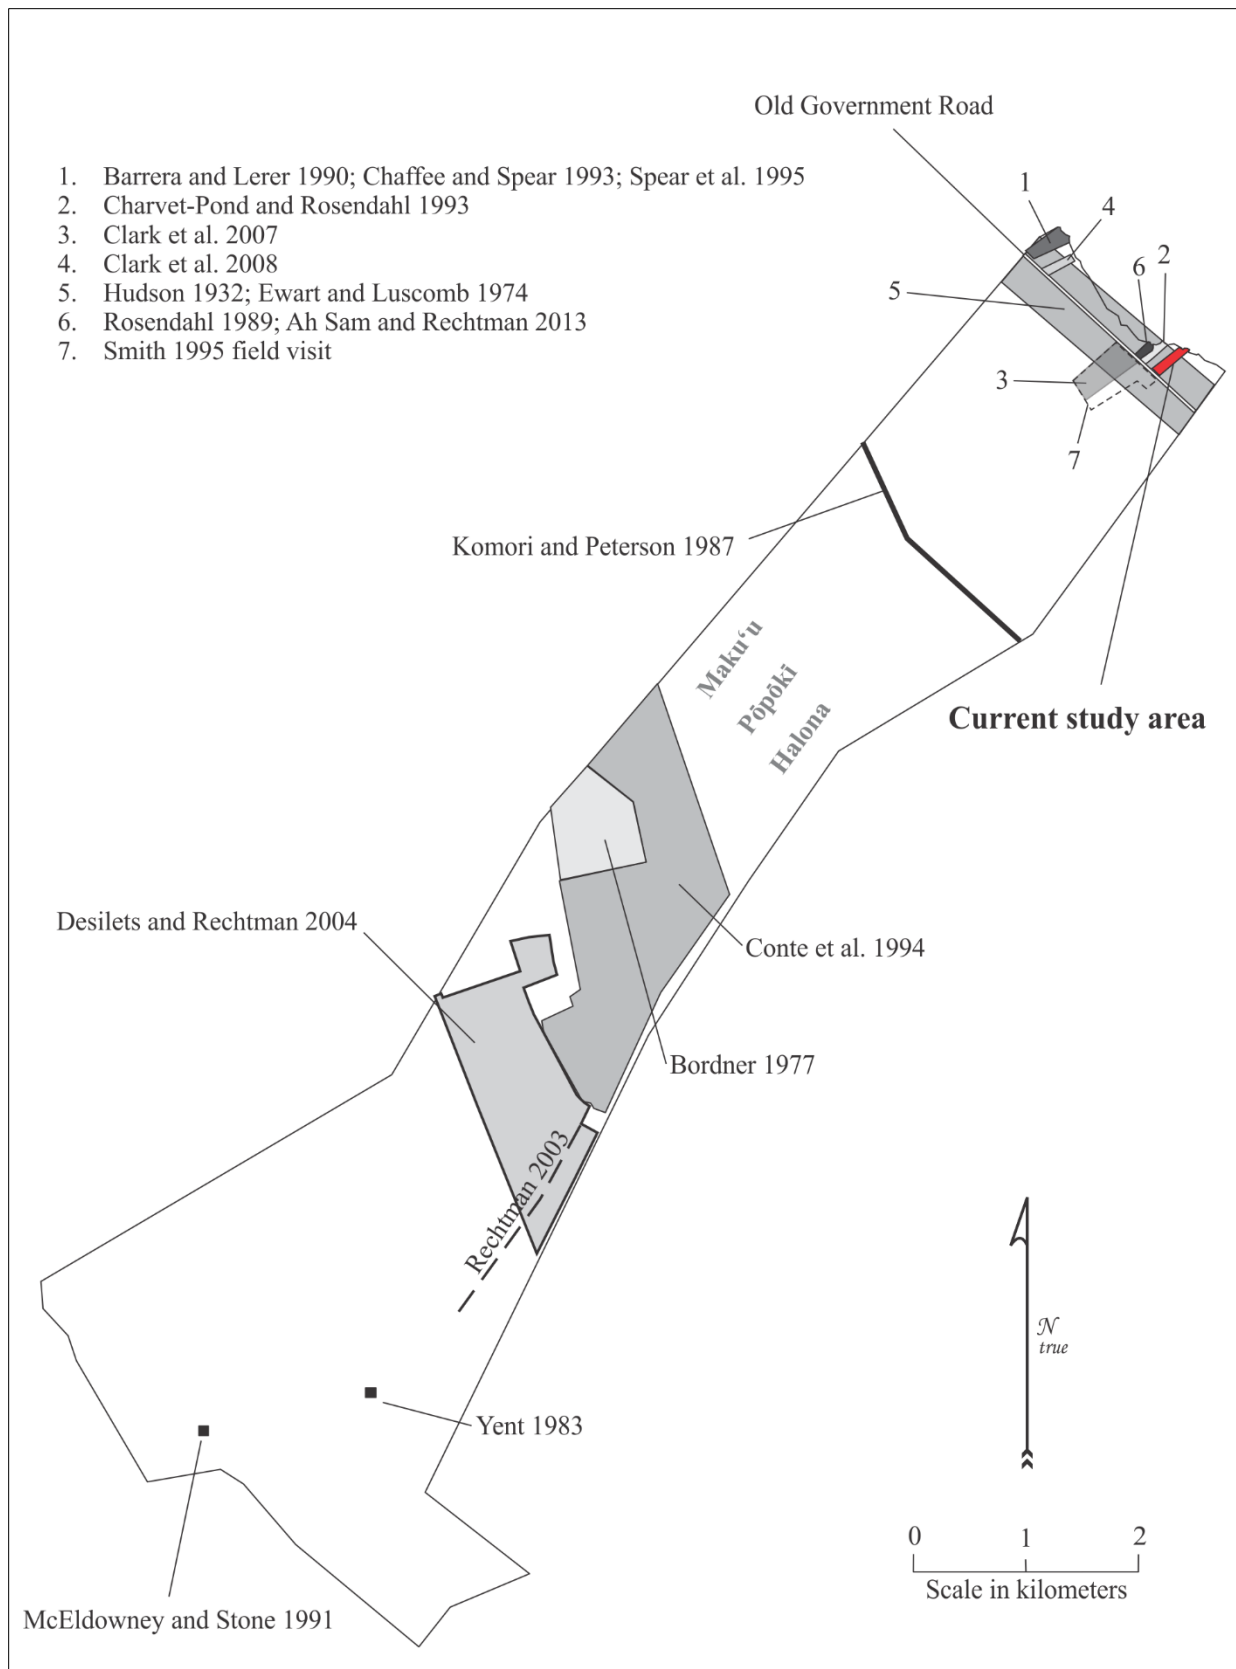 Old Government Road
1. Barrera and Lerer 1990; Chaffee and Spear 1993; Spear et al. 1995
2. Charvet-Pond and Rosendahl 1993
3. Clark et al. 2007
4. Clark et al. 2008
5. Hudson 1932; Ewart and Luscomb 1974
6. Rosendahl 1989; Ah Sam and Rechtman 2013
7. Smith 1995 field visit
1
4
6
2
5
3
7
Komori and Peterson 1987
Maku‘u
Pōpōkī
Halona
Current study area
Desilets and Rechtman 2004
Conte et al. 1994
Bordner 1977
Rechtman 2003
N
true
Yent 1983
McEldowney and Stone 1991
0 1 2
Scale in kilometers